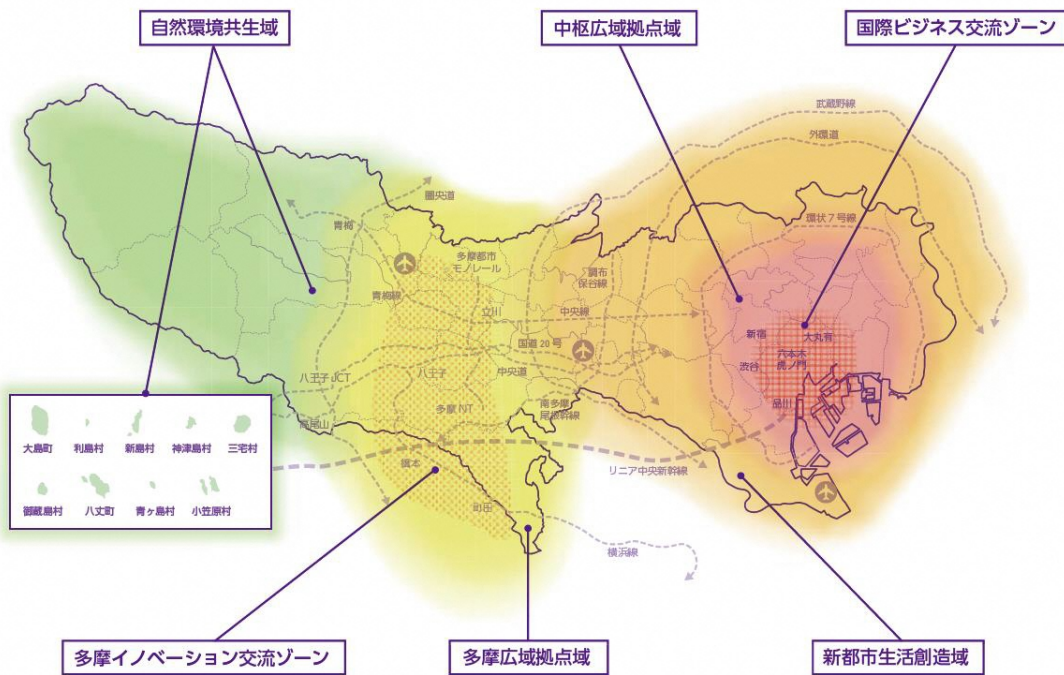 自然環境共生域
中枢広域拠点域
国際ビジネス交流ゾーン
武蔵野線
外環道
圏央道
青梅
環状7号線
多摩都市
モノレール
調布
保谷線
青梅線
立川
中央線
新宿
大丸有
国道20号
六本木
虎ノ門
渋谷
八王子JCT
八王子
中央道
品川
多摩NT
南多摩
尾根幹線
高尾山
大島町
利島村
新島村
神津島村
三宅村
橋本
リニア中央新幹線
御蔵島村
八丈町
青ヶ島村
小笠原村
町田
横浜線
多摩イノベーション交流ゾーン
多摩広域拠点域
新都市生活創造域